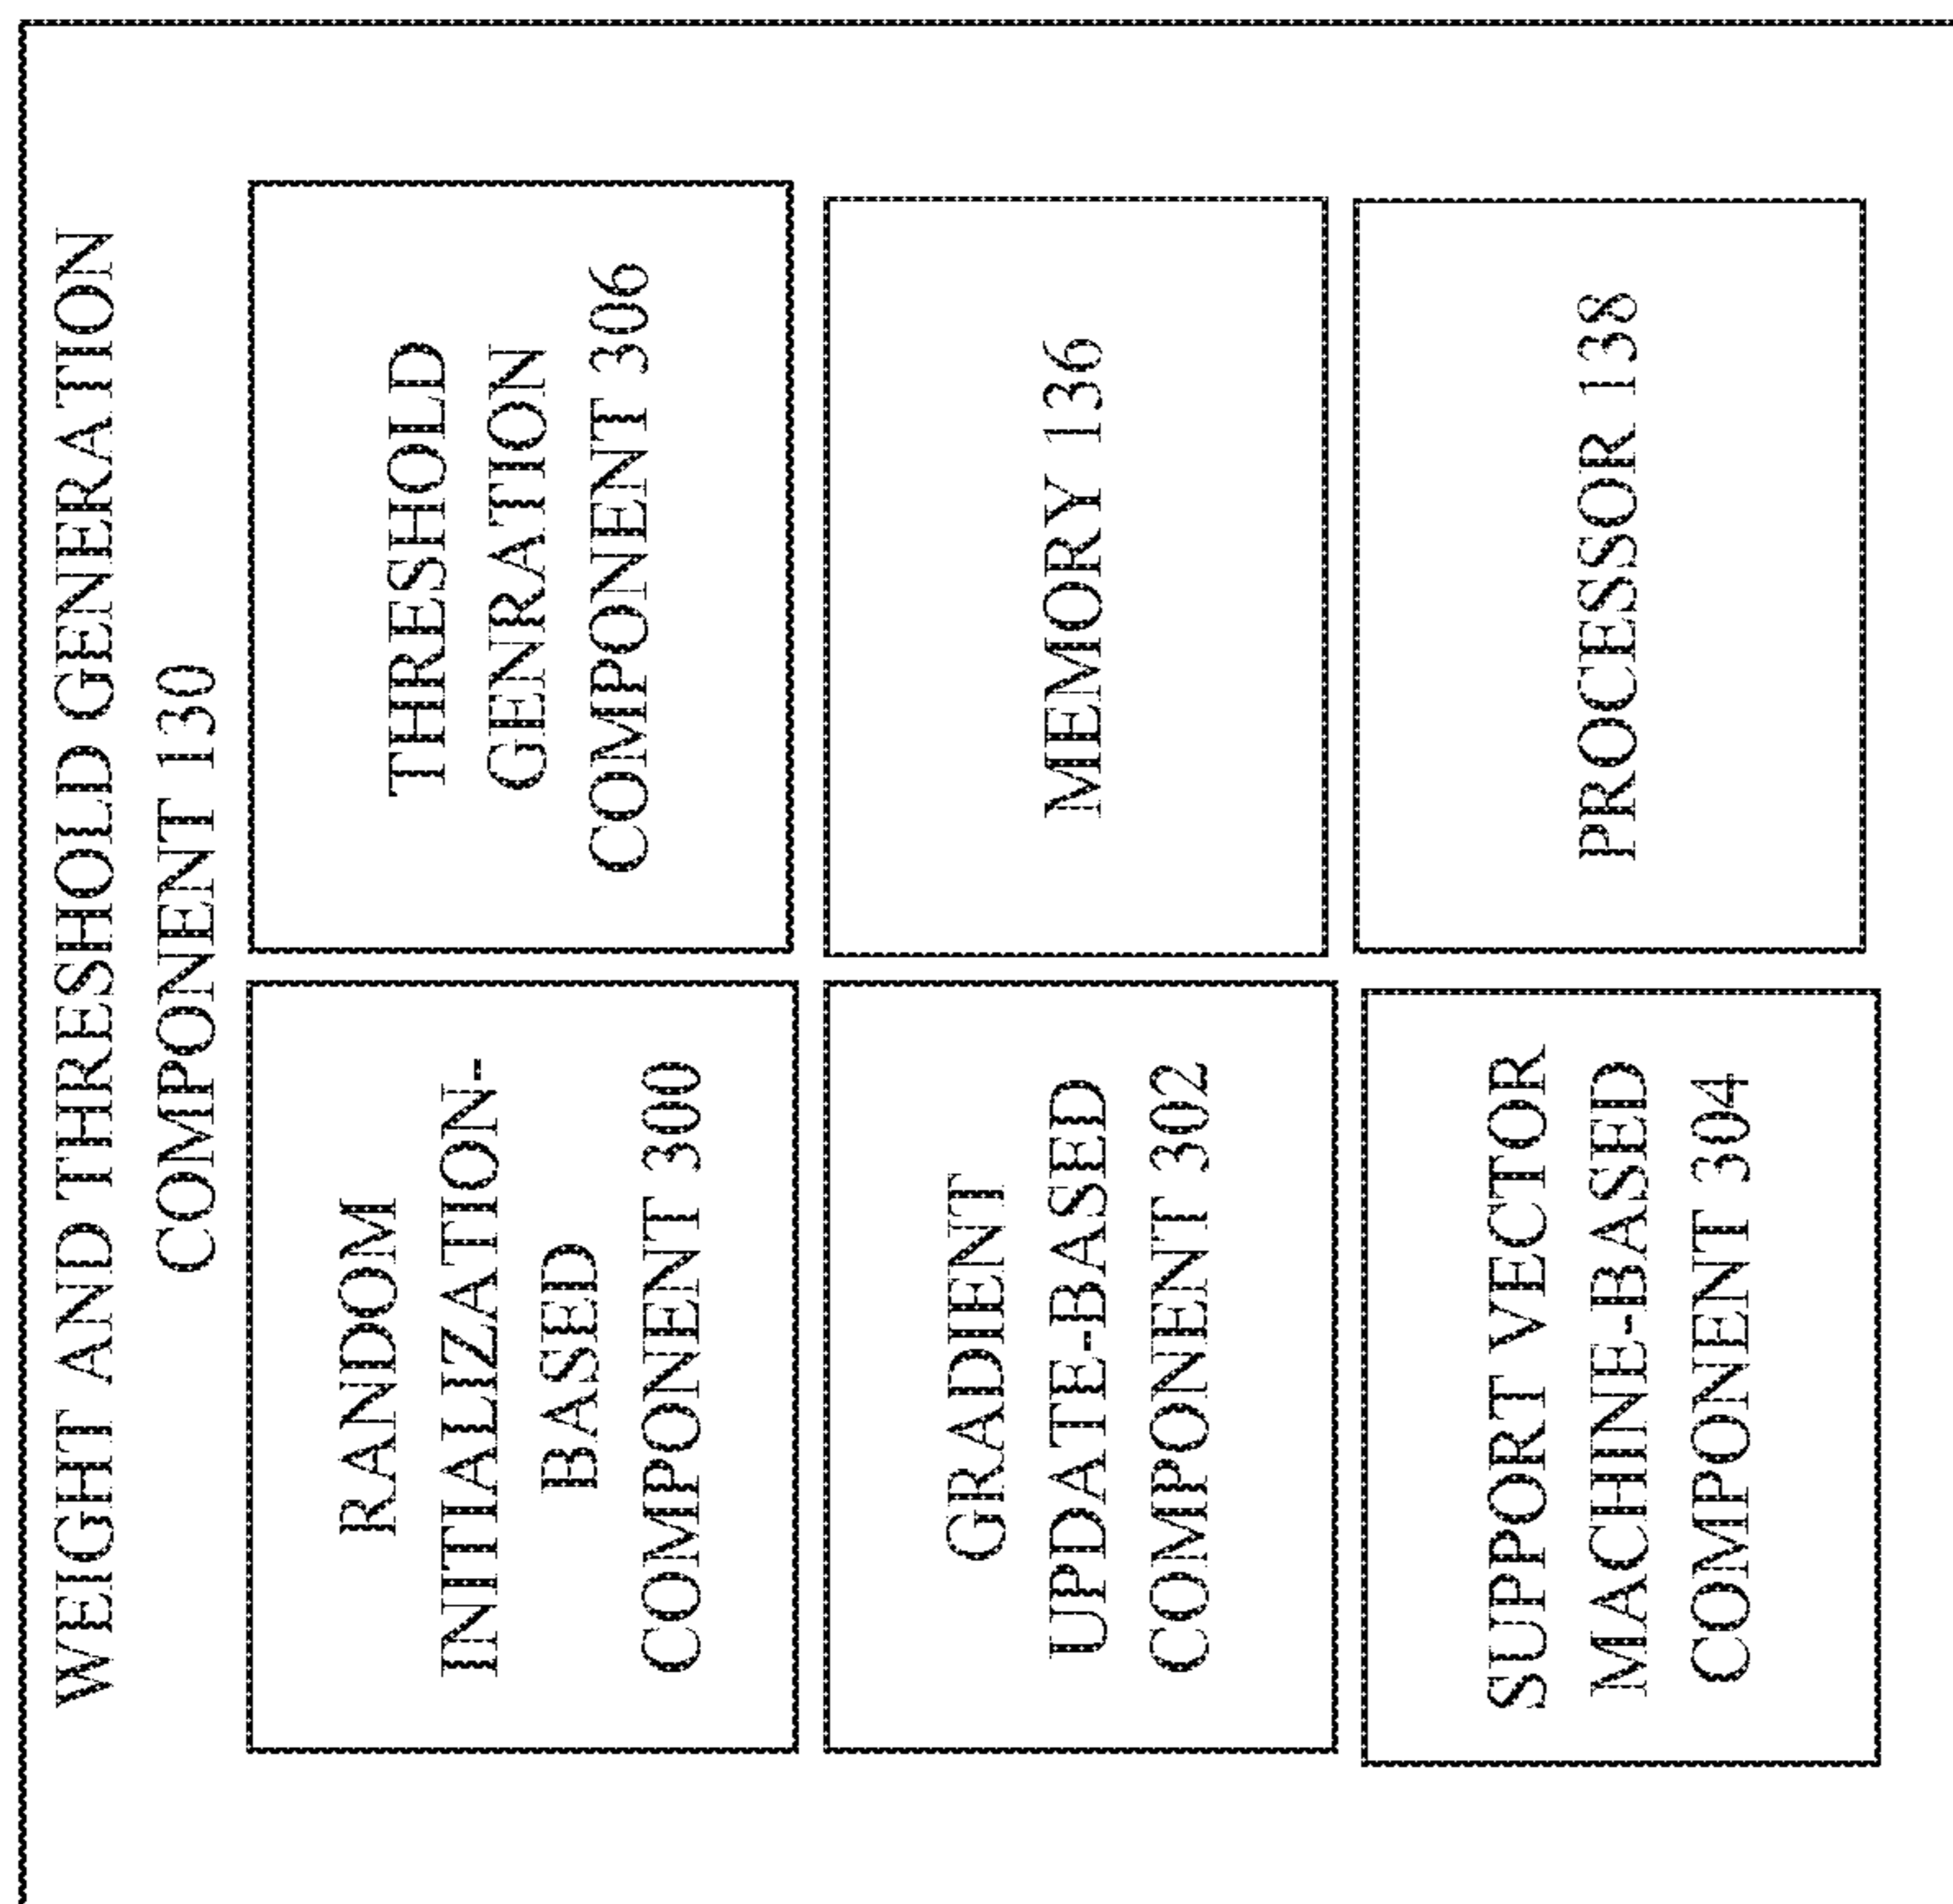 WEIGHT AND THRESHOLD GENERATION
COMPONENT 130
RANDOM
INITIALIZATION-
BASED
COMPONENT 300
THRESHOLD
GENRATION
COMPONENT 306
GRADIENT
UPDATE-BASED
COMPONENT 302
MEMORY 136
SUPPORT VECTOR
MACHINE-BASED
COMPONENT 304
PROCESSOR 138